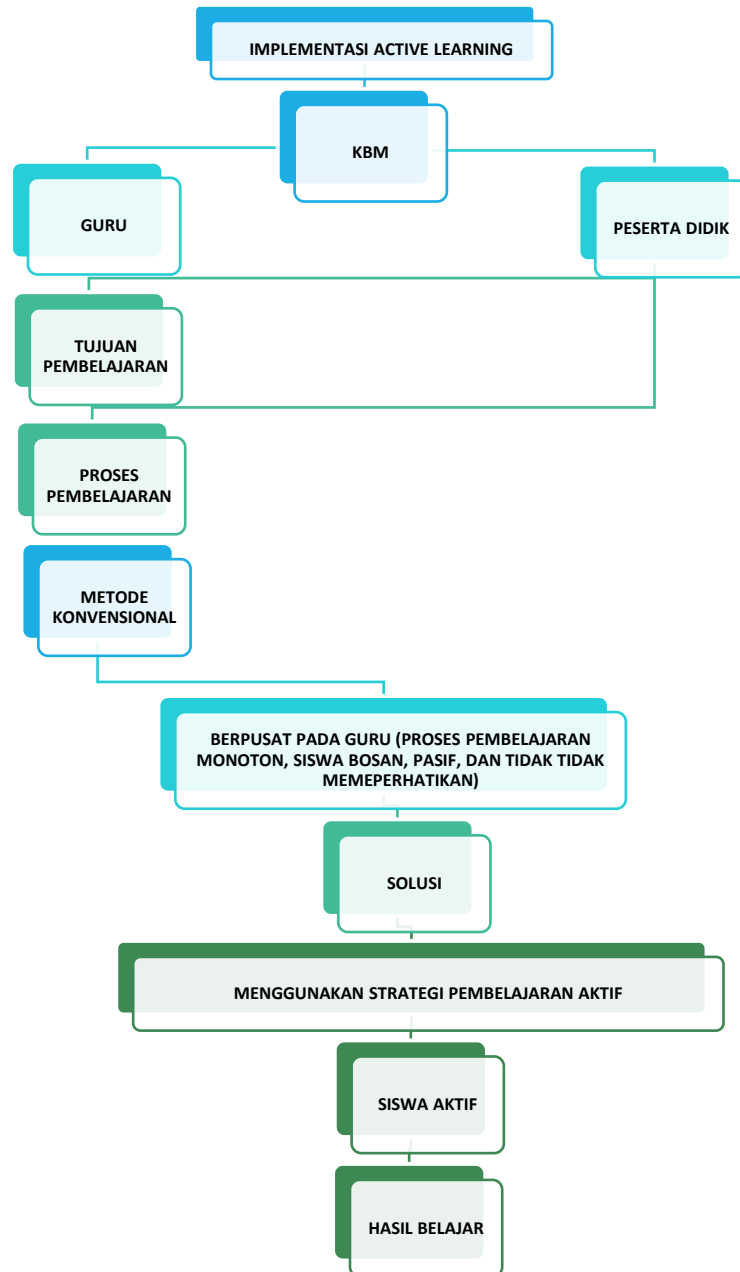 IMPLEMENTASI ACTIVE LEARNING
KBM
GURU
PESERTA DIDIK
TUJUAN
PEMBELAJARAN
PROSES
PEMBELAJARAN
METODE
KONVENSIONAL
BERPUSAT PADA GURU (PROSES PEMBELAJARAN
MONOTON, SISWA BOSAN, PASIF, DAN TIDAK TIDAK
MEMEPERHATIKAN)
SOLUSI
MENGGUNAKAN STRATEGI PEMBELAJARAN AKTIF
SISWA AKTIF
HASIL BELAJAR